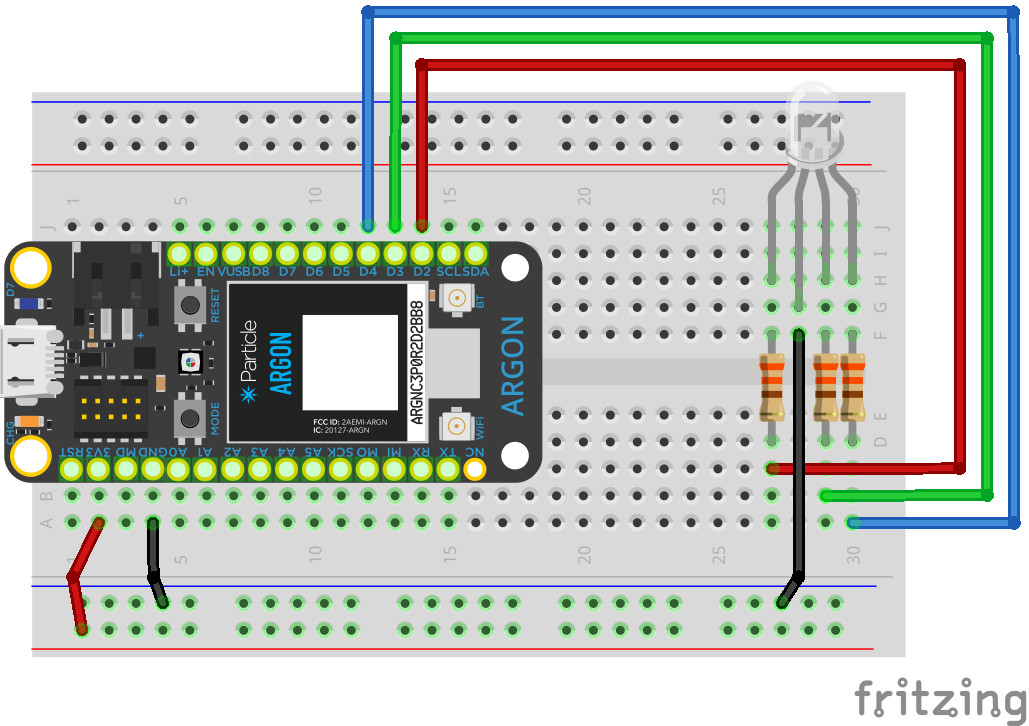 1 5 10 15 20 25 30
J J
Li+ EN VUSB D8 D7 D6 D5 D4 D3 D2 SCL SDA
I
H
G
F
D7
RESET
BT
+
Particle
ARGON
ARGNC3P0R2D2BBB
ARGON
MODE
FCC ID: 2AEMI-ARGN
IC: 20127-ARGN
WiFi
CHG
E
D
RST 3V3 MD GND A0 A1 A2 A3 A4 A5 SCK MO MI RX TX NC
B B
A A
1 5 10 15 20 25 30
fritzing